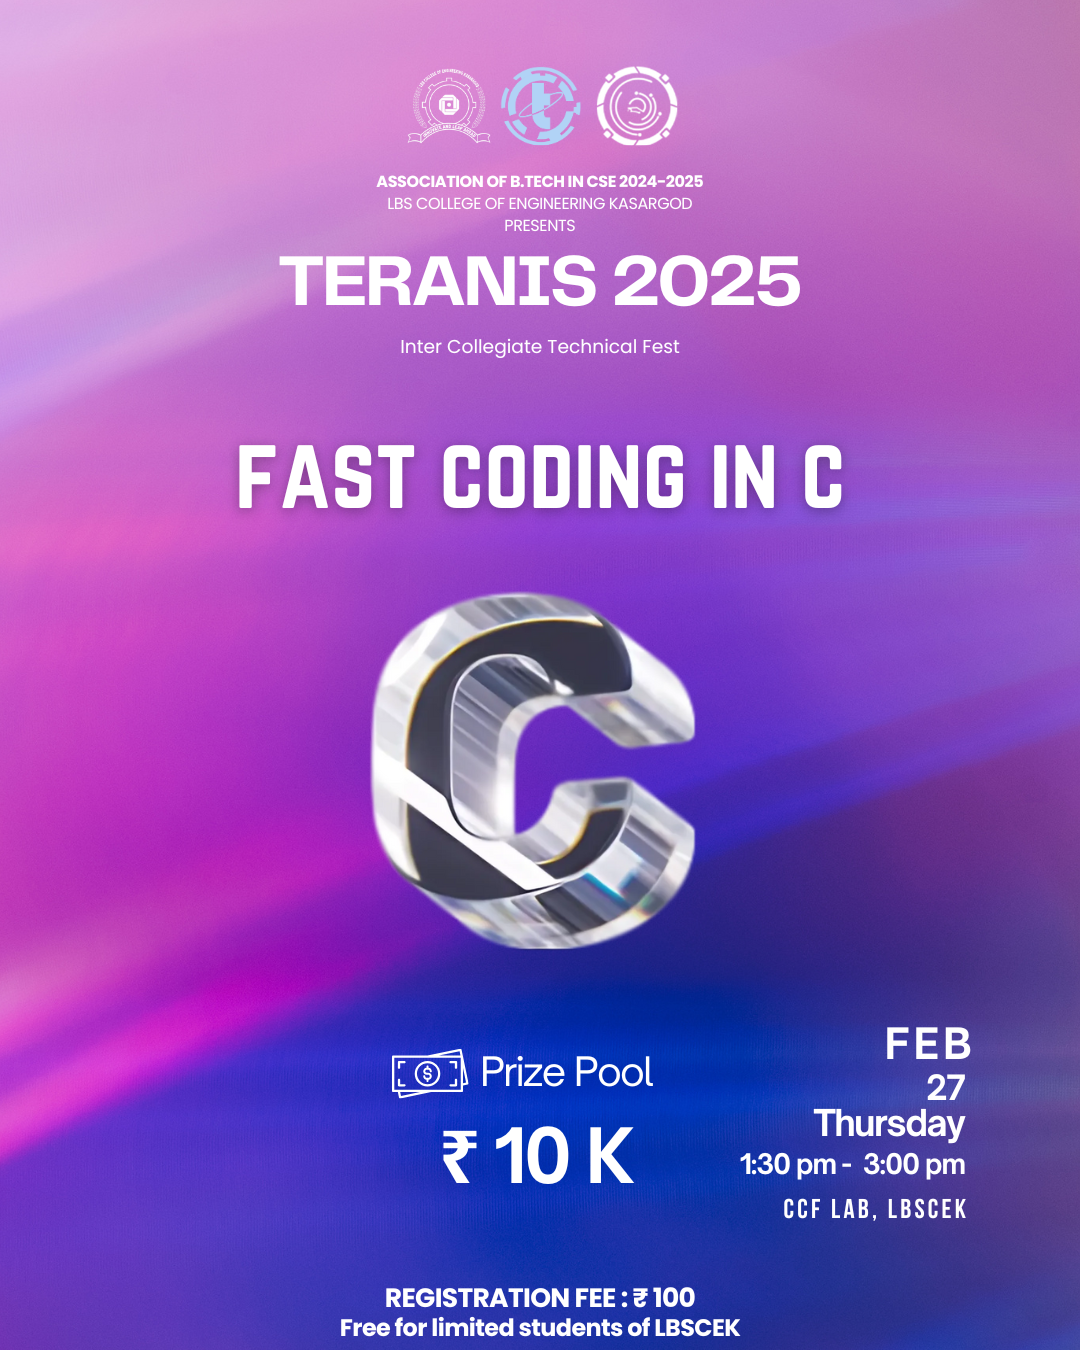 ASSOCIATION OF B.TECH IN CSE 2024-2025
LBS COLLEGE OF ENGINEERING KASARGOD
PRESENTS
TERANIS 2025
Inter Collegiate Technical Fest
FAST CODING IN C
C
Prize Pool
₹ 10 K
FEB
27
Thursday
1:30 pm - 3:00 pm
CCF LAB, LBSCEK
REGISTRATION FEE : ₹ 100
Free for limited students of LBSCEK